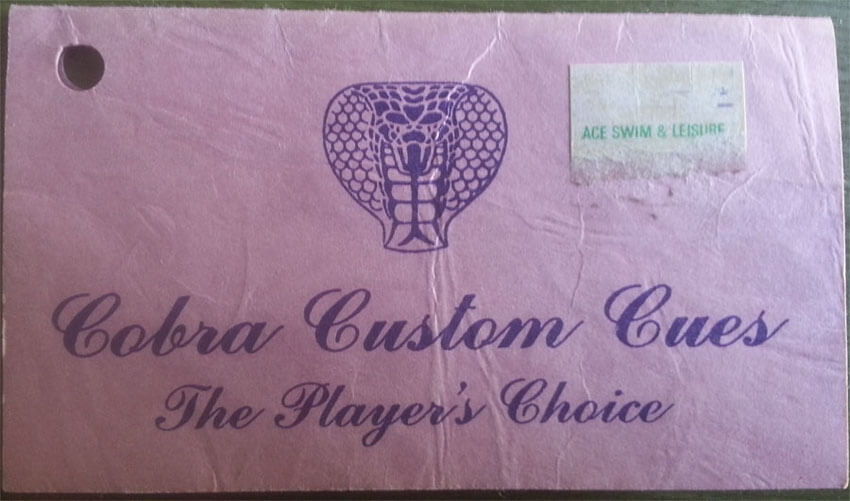 ACE SWIM & LEISURE
Cobra Custom Cues
The Player's Choice